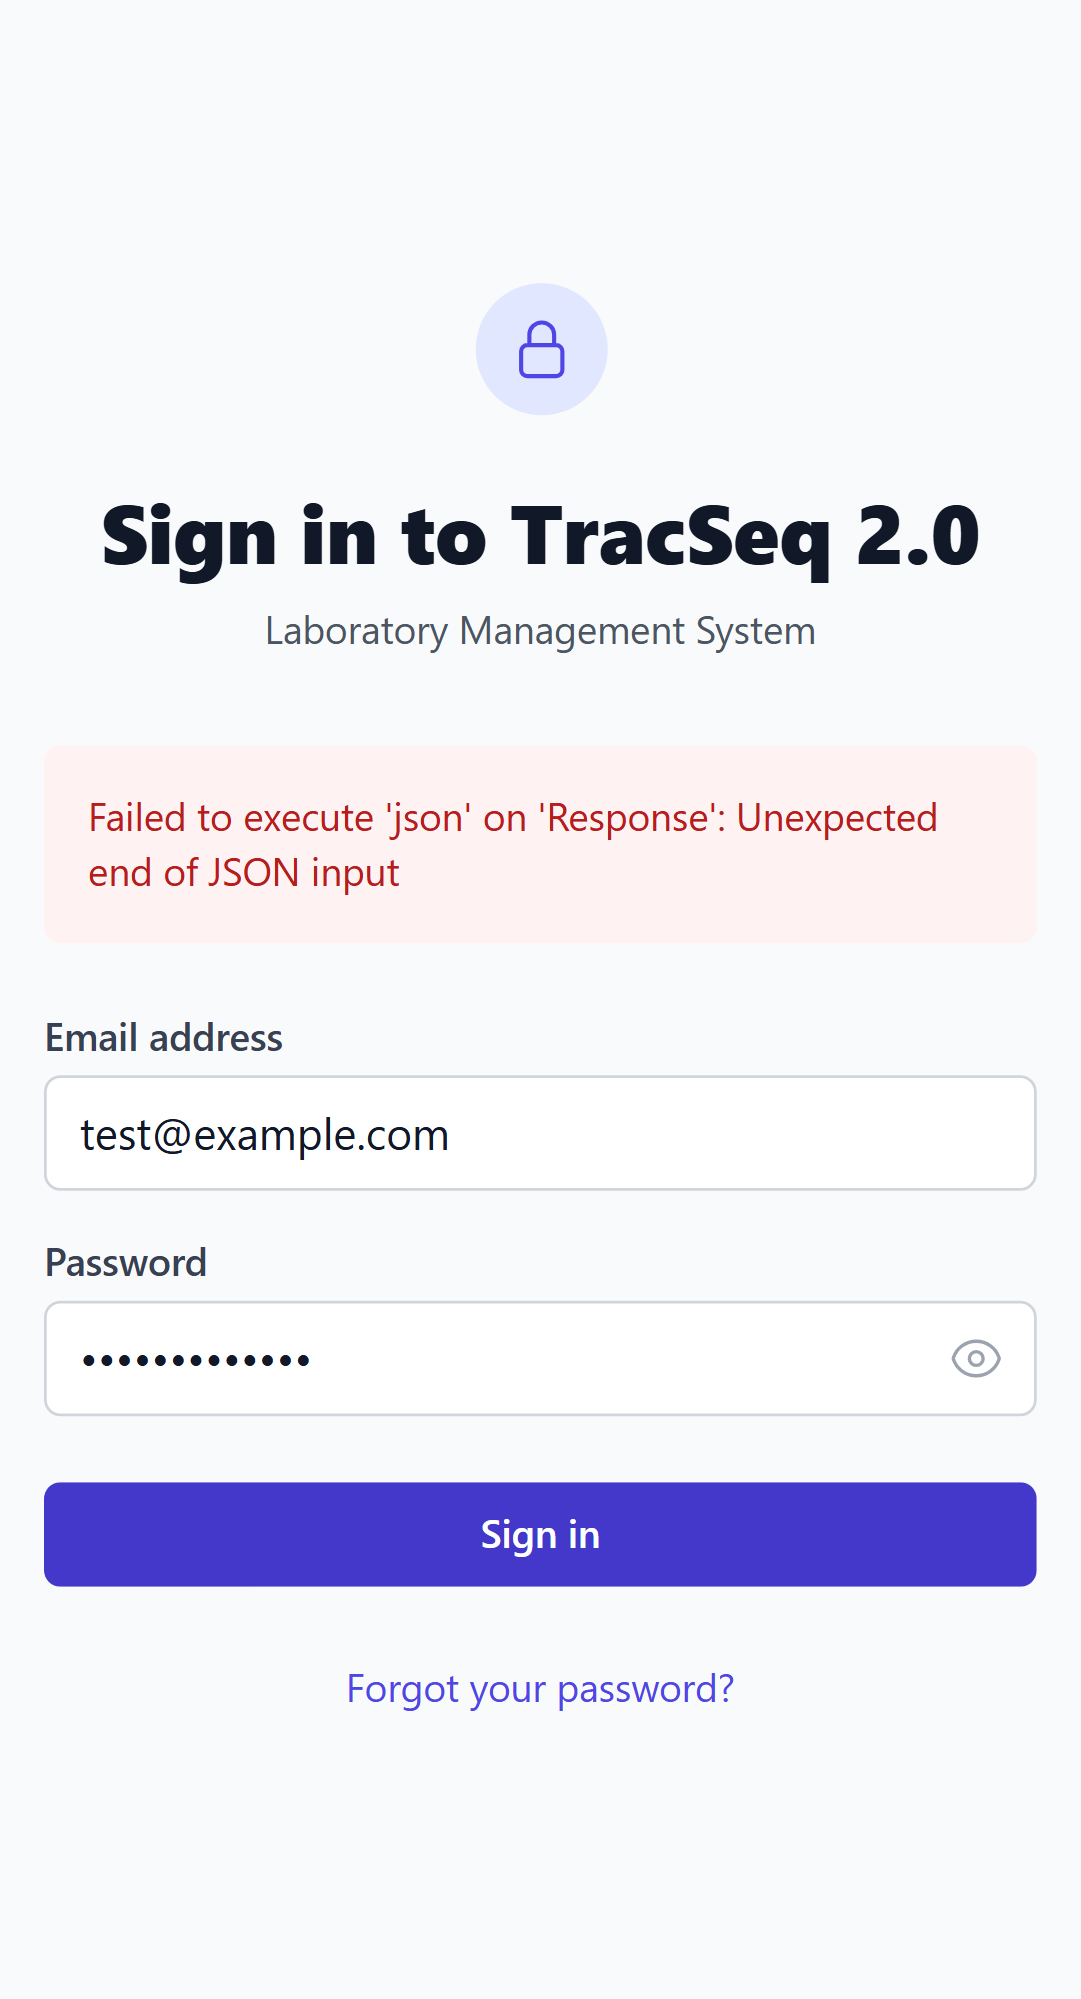 Sign in to TracSeq 2.0
Laboratory Management System
Failed to execute 'json' on 'Response': Unexpected
end of JSON input
Email address
test@example.com
Password
•••••••••••••
Sign in
Forgot your password?